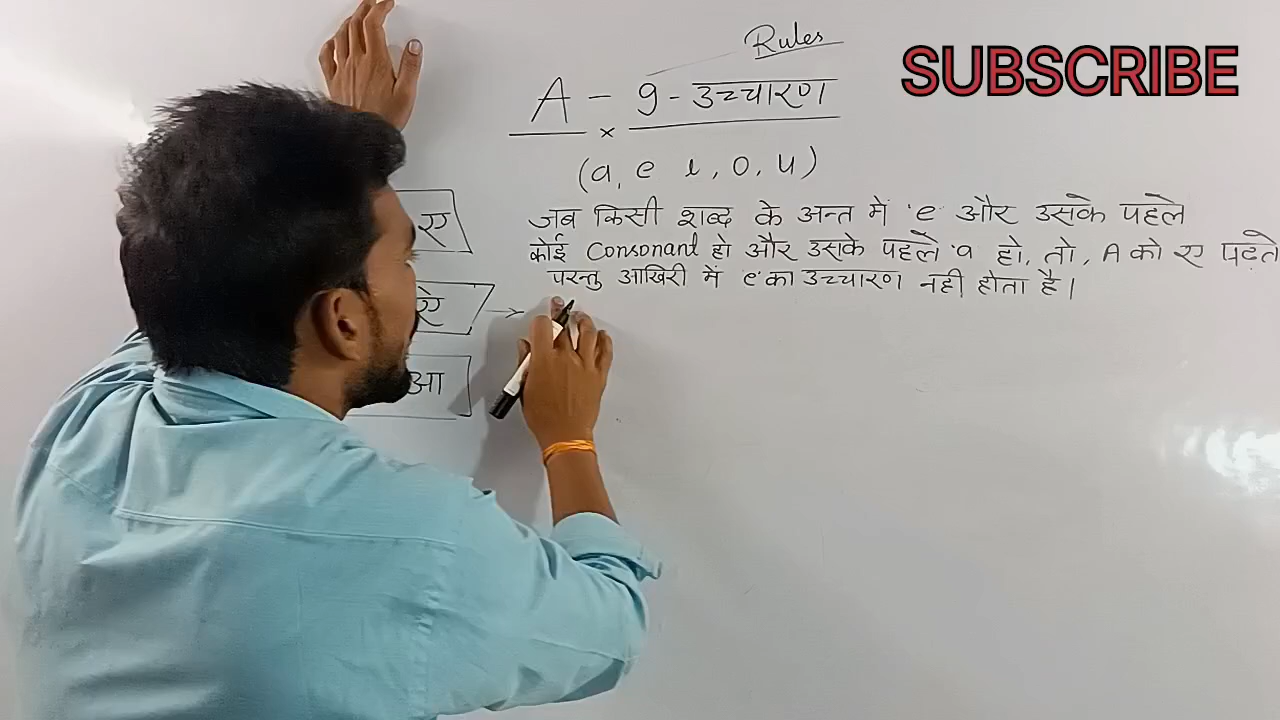 Rules
SUBSCRIBE
A - 9 - उच्चारण
×
(a, e i, o, u)
जब किसी शब्द के अन्त में 'e' और उसके पहले
कोई Consonant हो और उसके पहले 'a' हो, तो, A को ए पढ़ते
परन्तु आखिरी में e' का उच्चारण नही होता है।
ए
ऐ →
आ